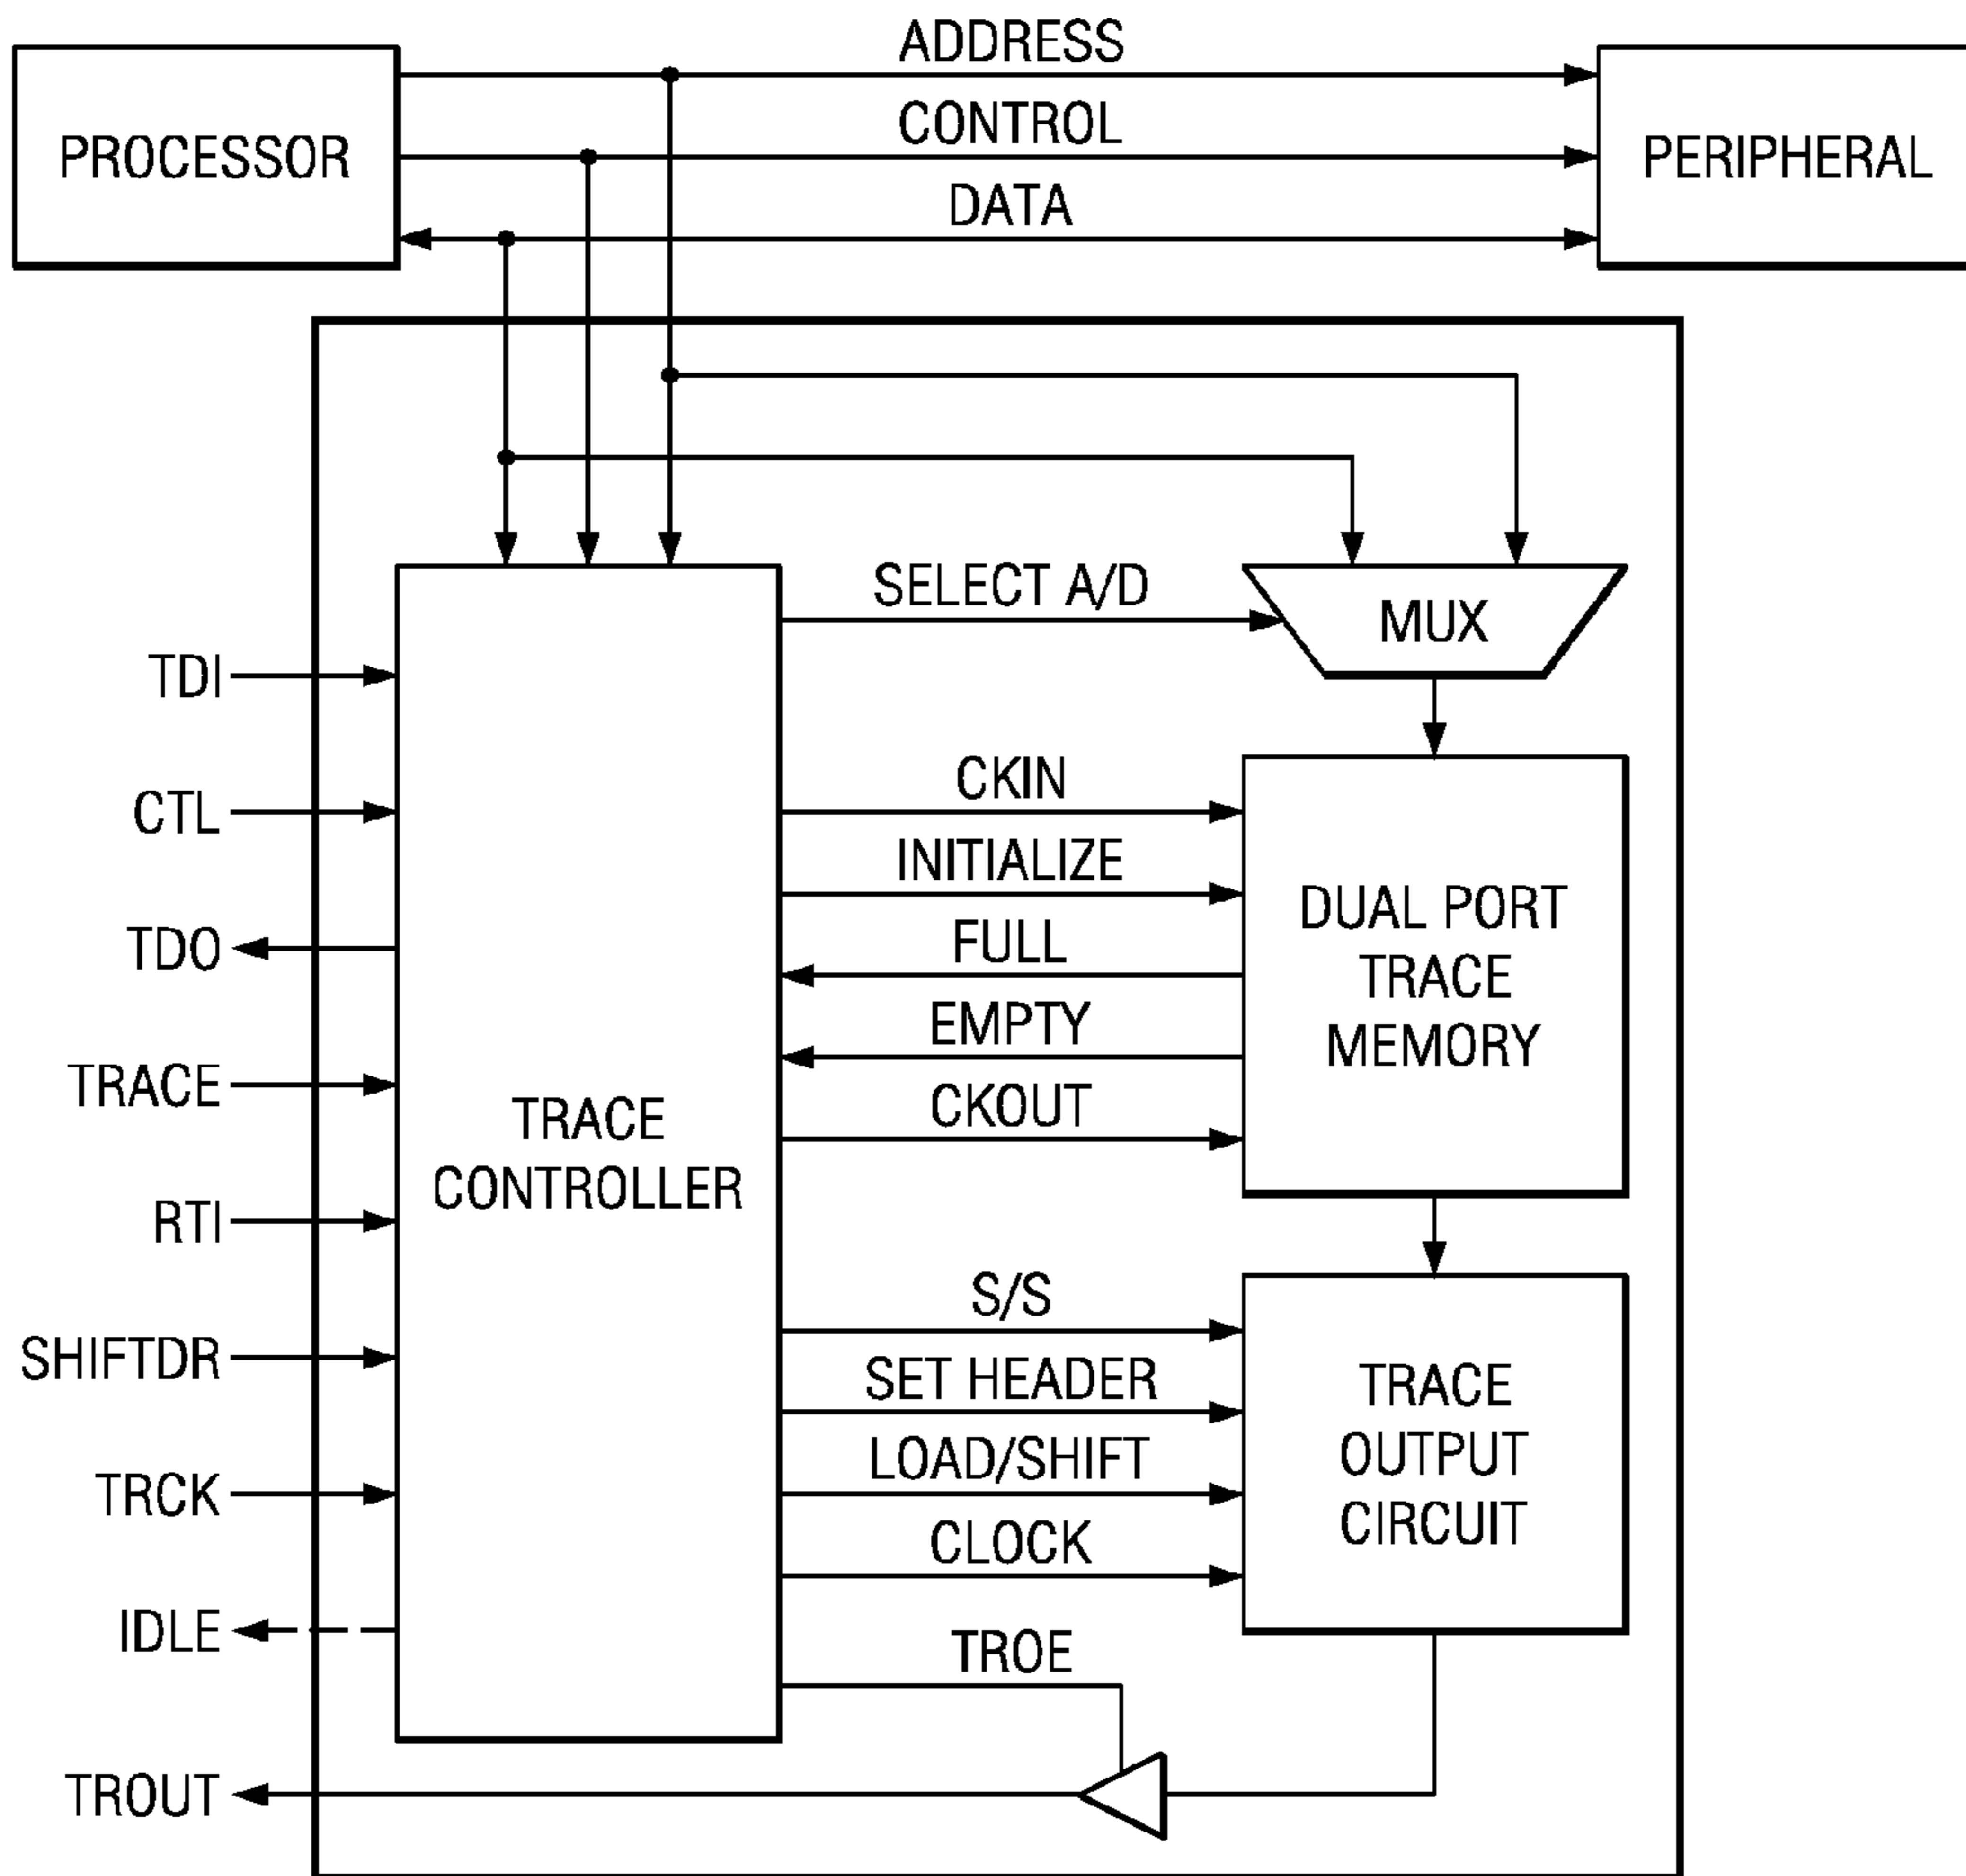 ADDRESS
PROCESSOR
CONTROL
PERIPHERAL
DATA
SELECT A/D
MUX
TDI
CKIN
CTL
INITIALIZE
DUAL PORT
TRACE
MEMORY
TDO
FULL
EMPTY
TRACE
CKOUT
TRACE
CONTROLLER
RTI
S/S
SHIFTDR
SET HEADER
TRACE
OUTPUT
CIRCUIT
LOAD/SHIFT
TRCK
CLOCK
IDLE
TROE
TROUT